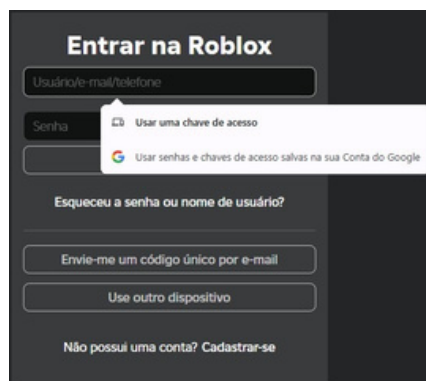 Entrar na Roblox
Usuário/e-mail/telefone
Senha
Usar uma chave de acesso
Usar senhas e chaves de acesso salvas na sua Conta do Google
Esqueceu a senha ou nome de usuário?
Envie-me um código único por e-mail
Use outro dispositivo
Não possui uma conta? Cadastrar-se